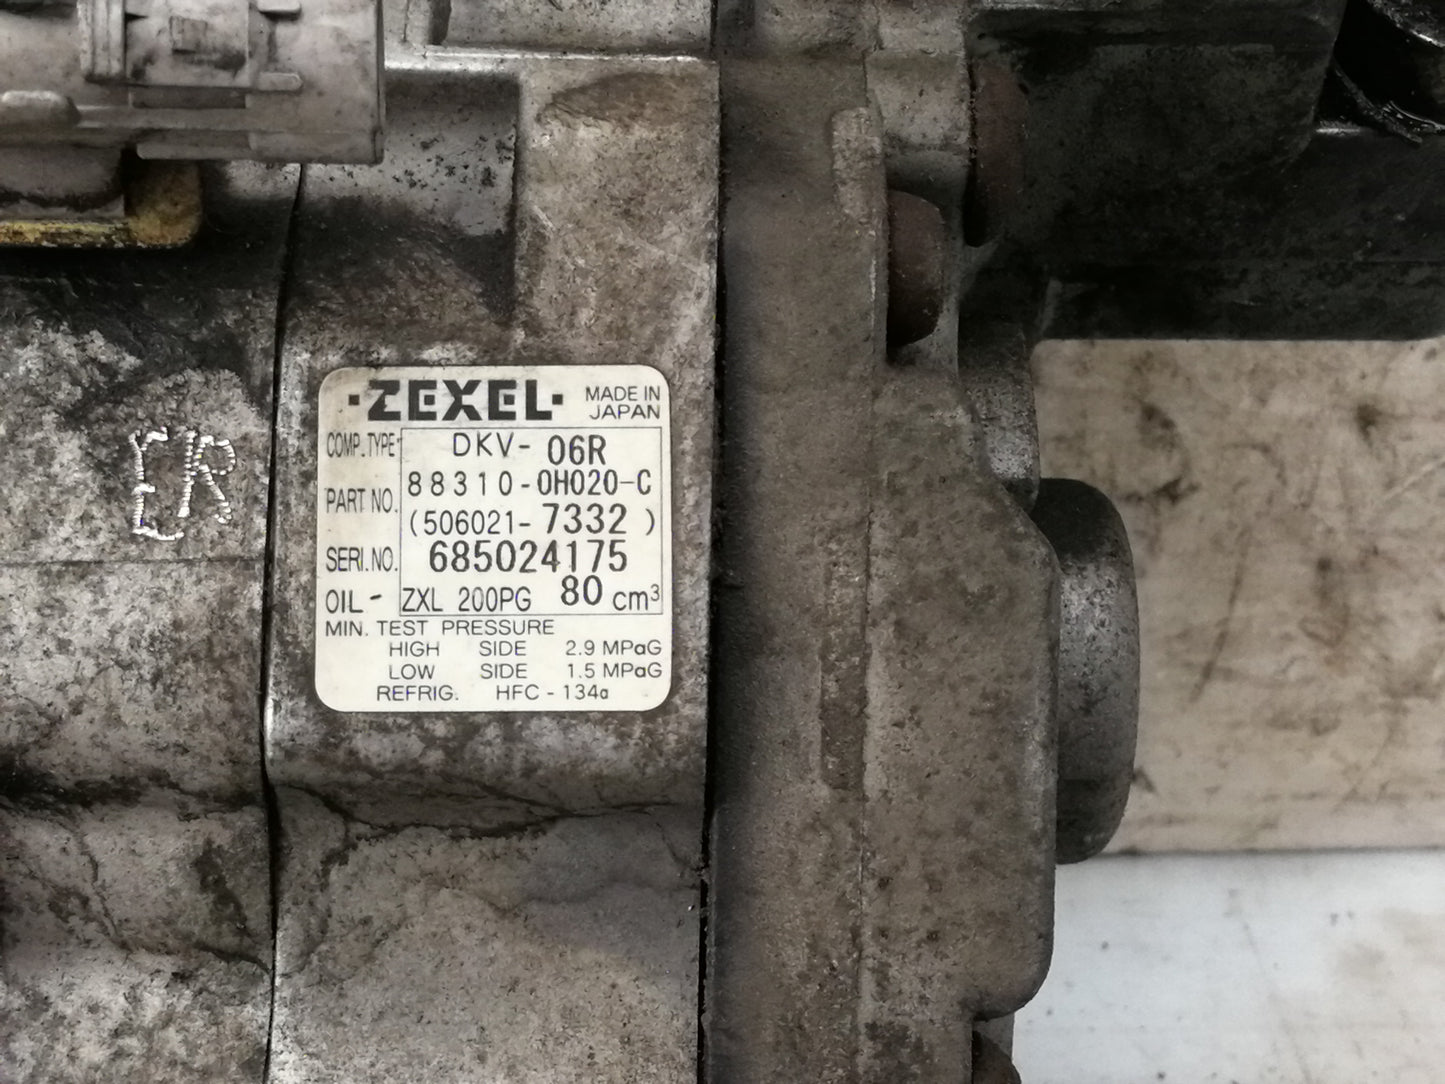 ·ZEXEL· MADE IN JAPAN
COMP. TYPE DKV- 06R
PART NO. 88310-0H020-C
(506021-7332)
SERI. NO. 685024175
OIL - ZXL 200PG 80 cm³
MIN. TEST PRESSURE
HIGH SIDE 2.9 MPaG
LOW SIDE 1.5 MPaG
REFRIG. HFC-134a
ER